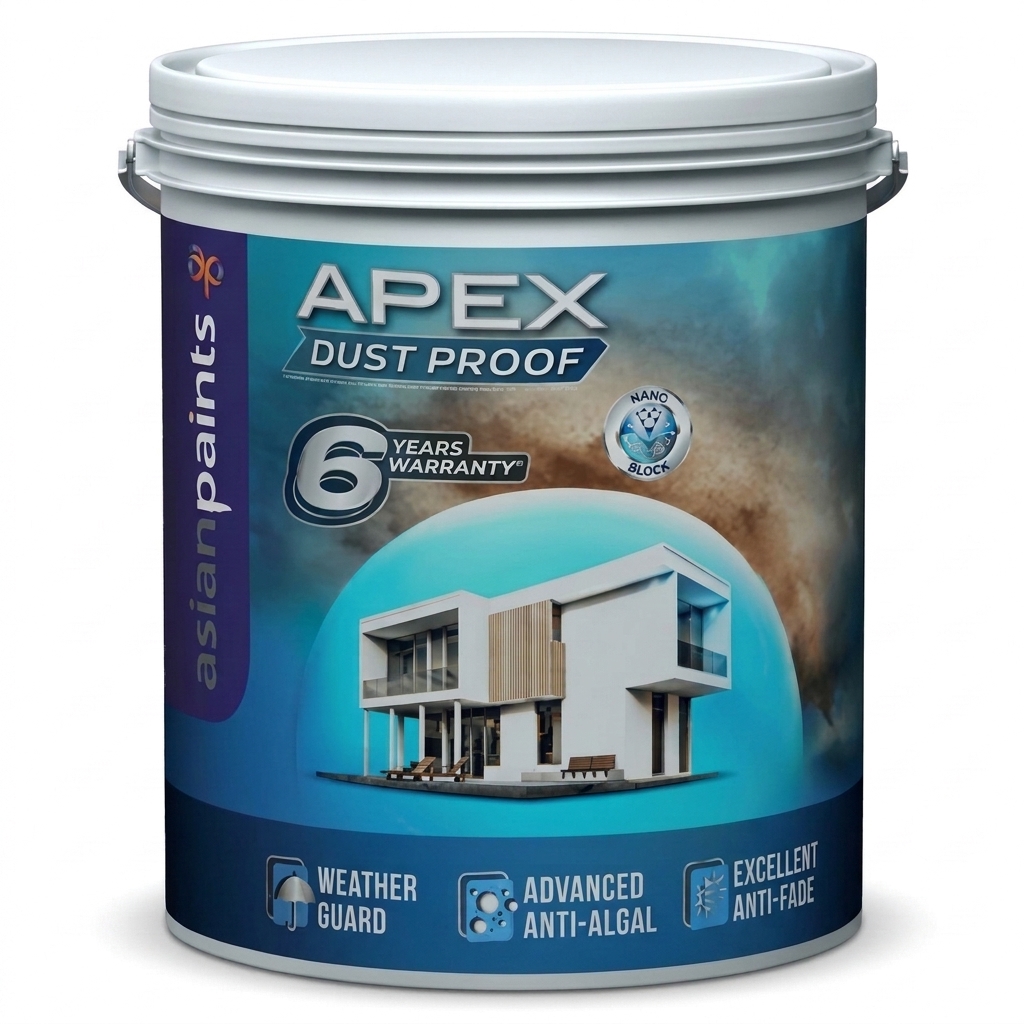 asianpaints
APEX
DUST PROOF
6
YEARS
WARRANTY
NANO
BLOCK
WEATHER
GUARD
ADVANCED
ANTI-ALGAL
EXCELLENT
ANTI-FADE